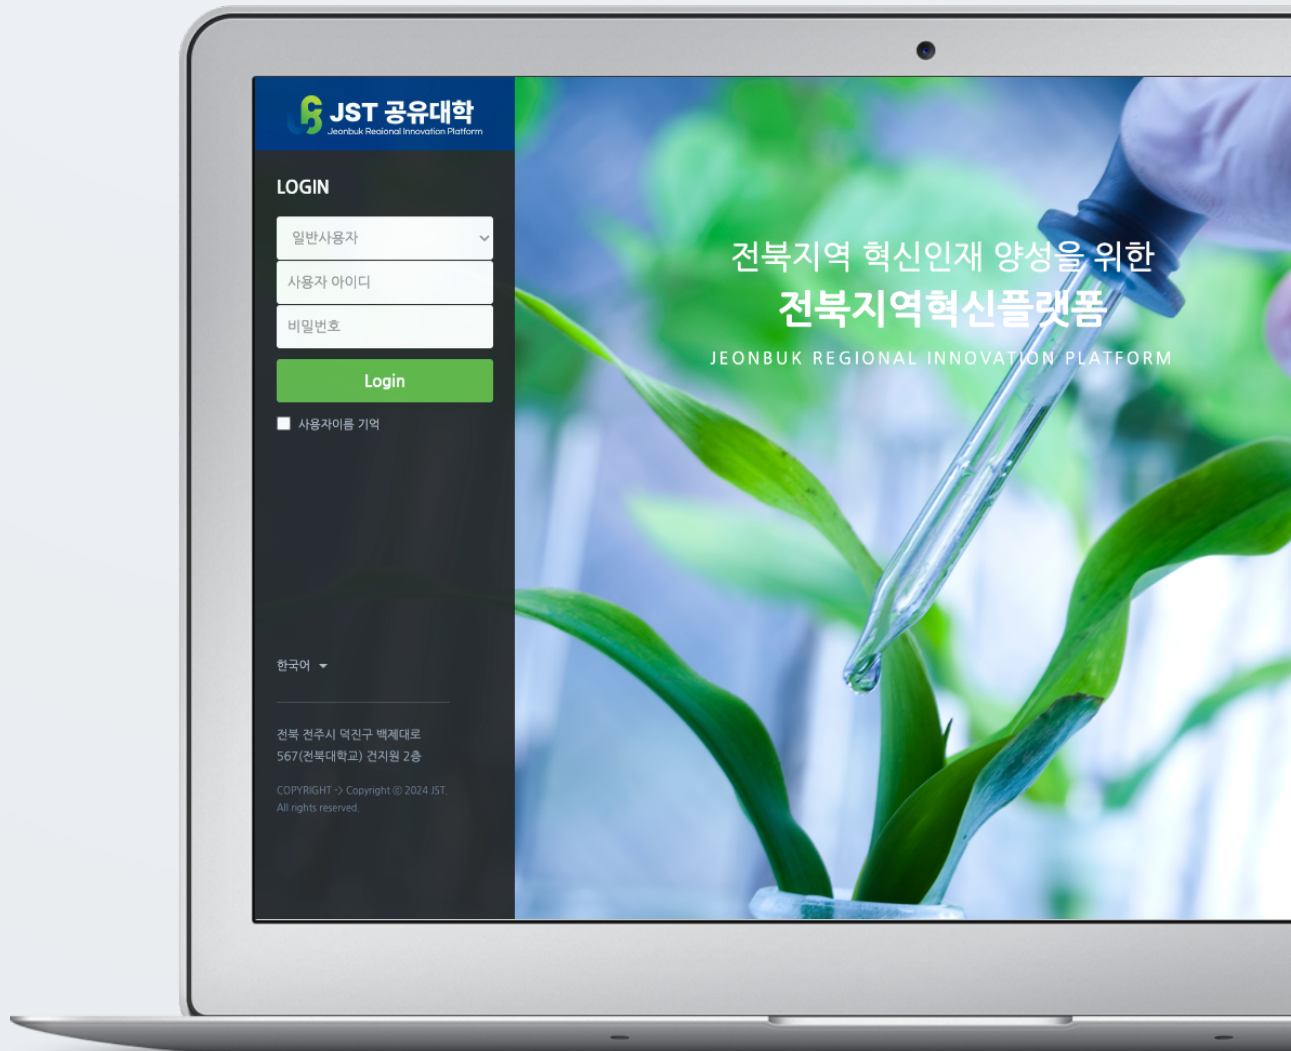 JST 공유대학
Jeonbuk Regional Innovation Platform
LOGIN
일반사용자
사용자 아이디
비밀번호
Login
사용자이름 기억
한국어
전북 전주시 덕진구 백제대로
567(전북대학교) 건지원 2층
COPYRIGHT -> Copyright ⓒ 2024 JST.
All rights reserved.
전북지역 혁신인재 양성을 위한
전북지역혁신플랫폼
JEONBUK REGIONAL INNOVATION PLATFORM